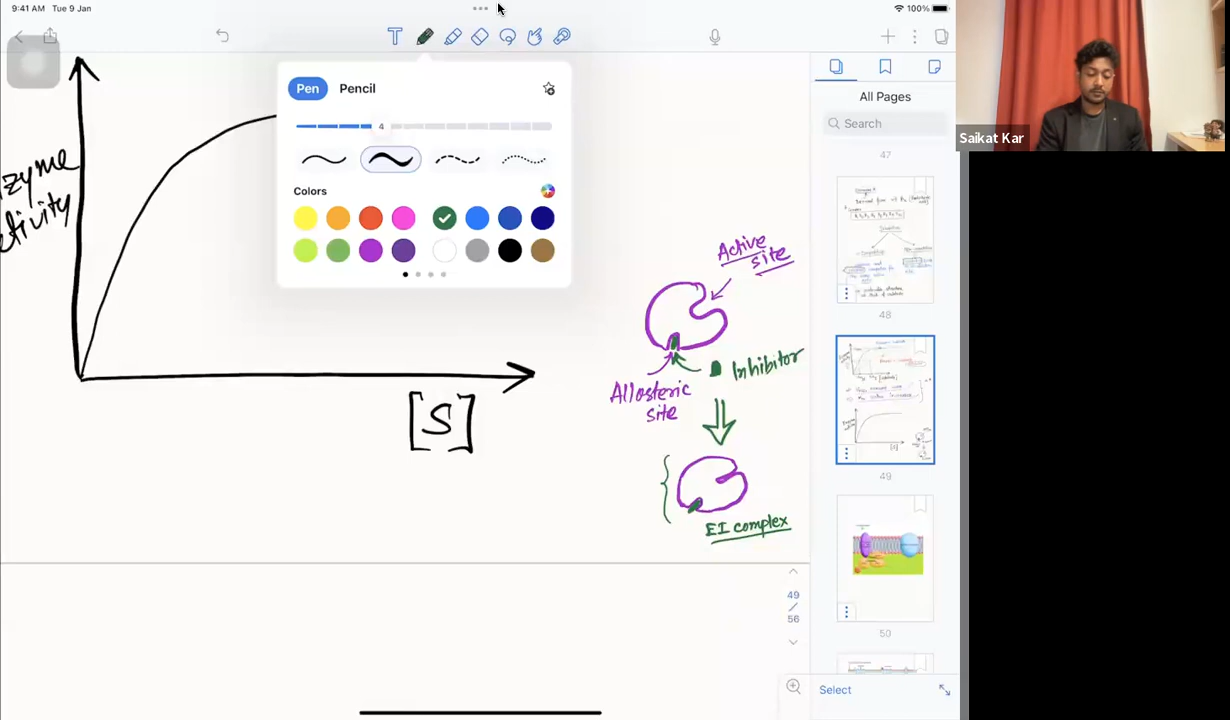 9:41 AM Tue 9 Jan
100%
T
Pen
Pencil
4
Colors
zyme
ctivity
[S]
Active
site
Inhibitor
Allosteric
site
EI complex
49
/
56
All Pages
Search
47
48
49
50
Select
Saikat Kar